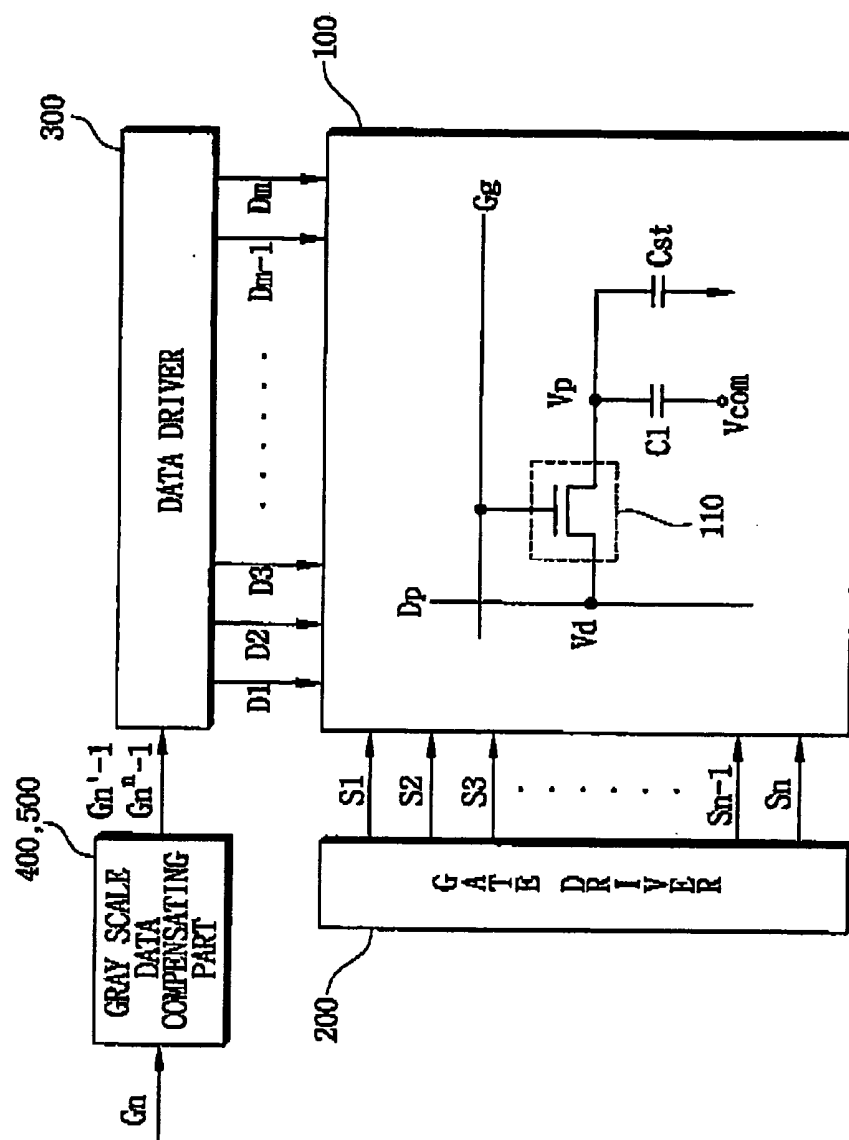 Gn
400,500
GRAY SCALE
DATA
COMPENSATING
PART
Gn'-1
Gn"-1
300
DATA DRIVER
D1
D2
D3
. . . . . . .
Dm-1
Dm
200
GATE DRIVER
S1
S2
S3
. . . . . . .
Sn-1
Sn
100
Dp
Gg
Vd
110
Vp
Cl
Cst
Vcom